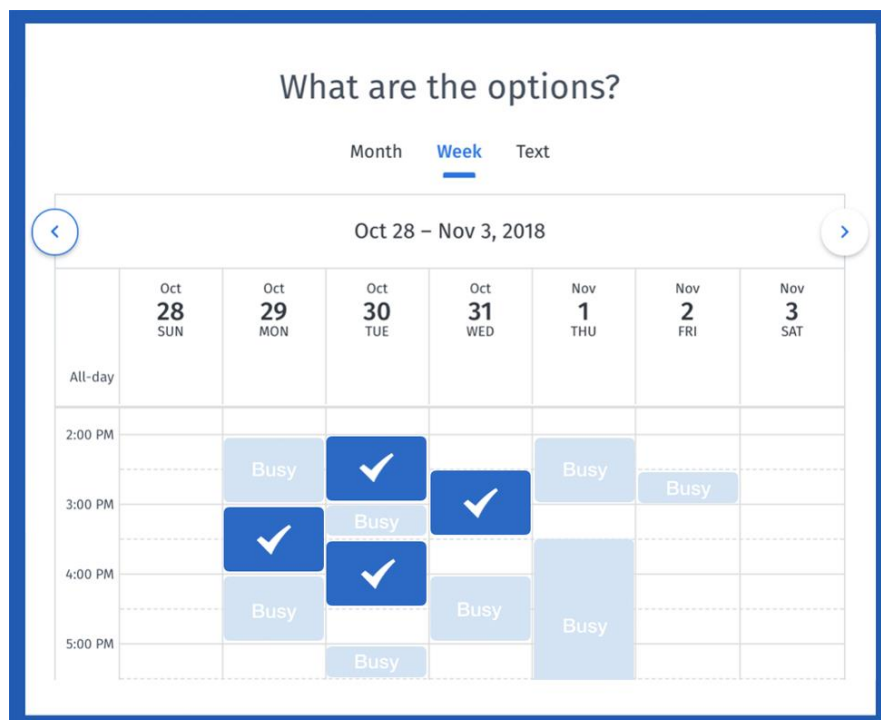 What are the options?
Month Week Text
Oct 28 – Nov 3, 2018
Oct Oct Oct Oct Nov Nov Nov
28 29 30 31 1 2 3
SUN MON TUE WED THU FRI SAT
All-day
2:00 PM
Busy Busy
Busy
3:00 PM
Busy
4:00 PM
Busy Busy
Busy
5:00 PM
Busy